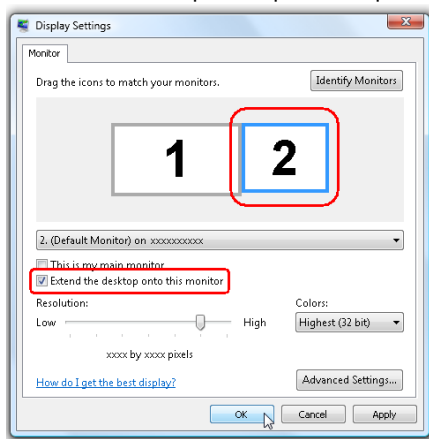 Display Settings
Monitor
Drag the icons to match your monitors.
Identify Monitors
1
2
2. (Default Monitor) on xxxxxxxxxx
This is my main monitor
Extend the desktop onto this monitor
Resolution:
Colors:
Low
High
Highest (32 bit)
xxxx by xxxx pixels
How do I get the best display?
Advanced Settings...
OK
Cancel
Apply